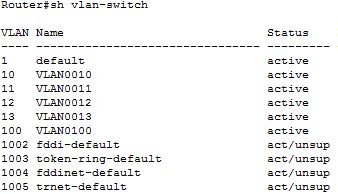 Router#sh vlan-switch
VLAN Name                             Status
---- -------------------------------- ---------
1    default                          active
10   VLAN0010                         active
11   VLAN0011                         active
12   VLAN0012                         active
13   VLAN0013                         active
100  VLAN0100                         active
1002 fddi-default                     act/unsup
1003 token-ring-default               act/unsup
1004 fddinet-default                  act/unsup
1005 trnet-default                    act/unsup